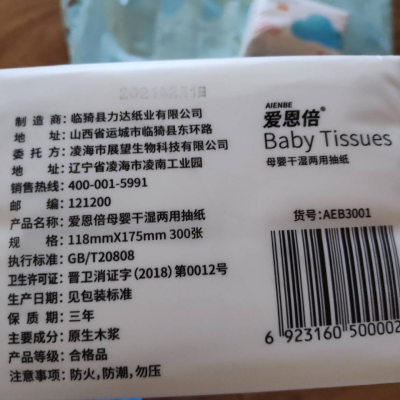 制 造 商：临猗县力达纸业有限公司
地 址：山西省运城市临猗县东环路
委 托 方：凌海市展望生物科技有限公司
地 址：辽宁省凌海市凌南工业园
销售热线：400-001-5991
邮 编：121200
产品名称：爱恩倍母婴干湿两用抽纸
规 格：118mmX175mm 300张
执行标准：GB/T20808
卫生许可证：晋卫消证字（2018）第0012号
生产日期：见包装标准
保 质 期：三年
主要成分：原生木浆
产品等级：合格品
注意事项：防火，防潮，勿压
AIENBE
爱恩倍®
Baby Tissues
母婴干湿两用抽纸
货号：AEB3001
6 923160 500002